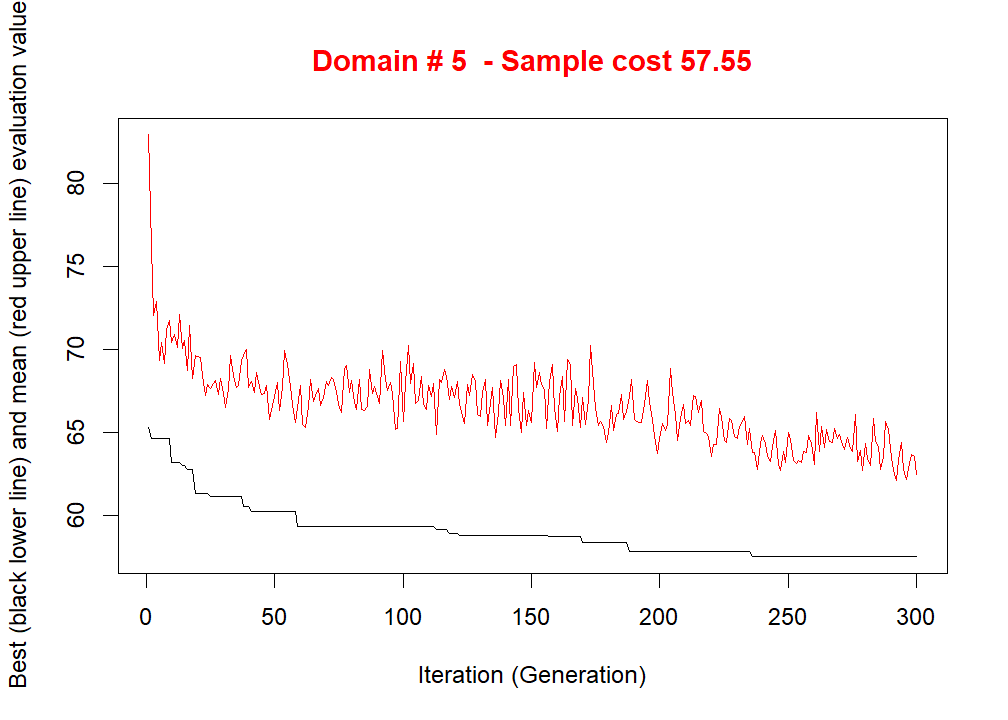 Domain # 5  - Sample cost 57.55
Best (black lower line) and mean (red upper line) evaluation value
80
75
70
65
60
0 50 100 150 200 250 300
Iteration (Generation)